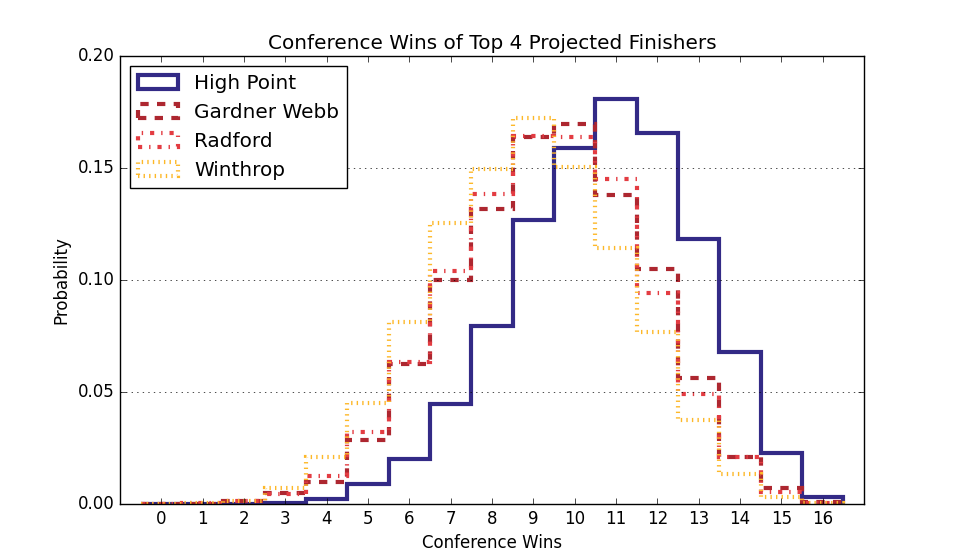 Conference Wins of Top 4 Projected Finishers
0.20
High Point
Gardner Webb
Radford
Winthrop
0.15
0.10
0.05
0.00
Probability
0 1 2 3 4 5 6 7 8 9 10 11 12 13 14 15 16
Conference Wins